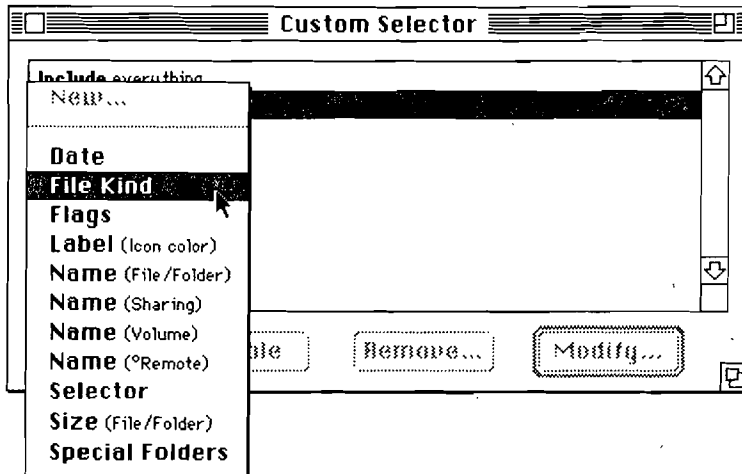 Custom Selector
Include everything
New...
Date
File Kind
Flags
Label (Icon color)
Name (File/Folder)
Name (Sharing)
Name (Volume)
Name (°Remote)
Selector
Size (File/Folder)
Special Folders
Remove...
Modify...